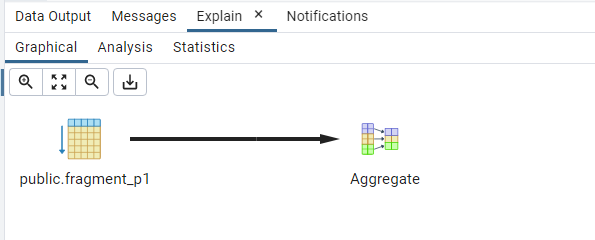 Data Output Messages Explain × Notifications
Graphical Analysis Statistics
public.fragment_p1 Aggregate